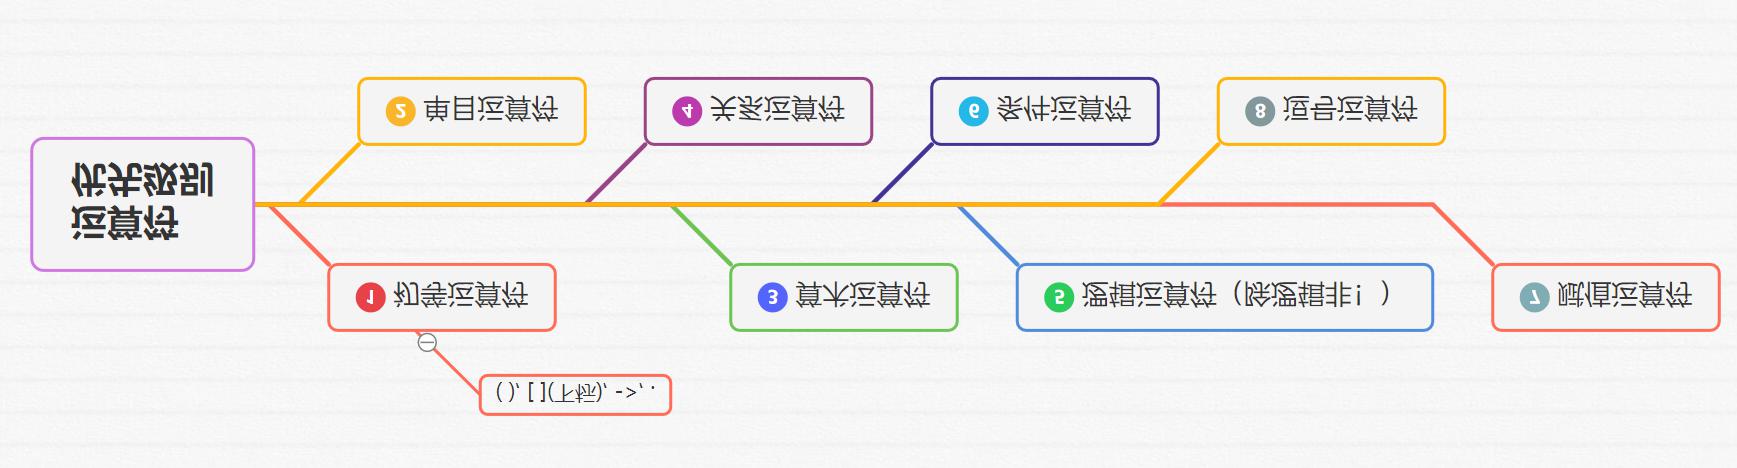 运算符
优先级别
1 初等运算符
( ), [ ](下标), ->, .
2 单目运算符
3 算术运算符
4 关系运算符
5 逻辑运算符（除逻辑非！）
6 条件运算符
7 赋值运算符
8 逗号运算符